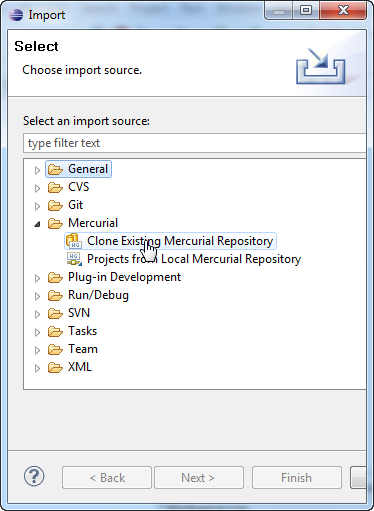 Import
Select
Choose import source.
Select an import source:
type filter text
General
CVS
Git
Mercurial
Clone Existing Mercurial Repository
Projects from Local Mercurial Repository
Plug-in Development
Run/Debug
SVN
Tasks
Team
XML
? < Back Next > Finish